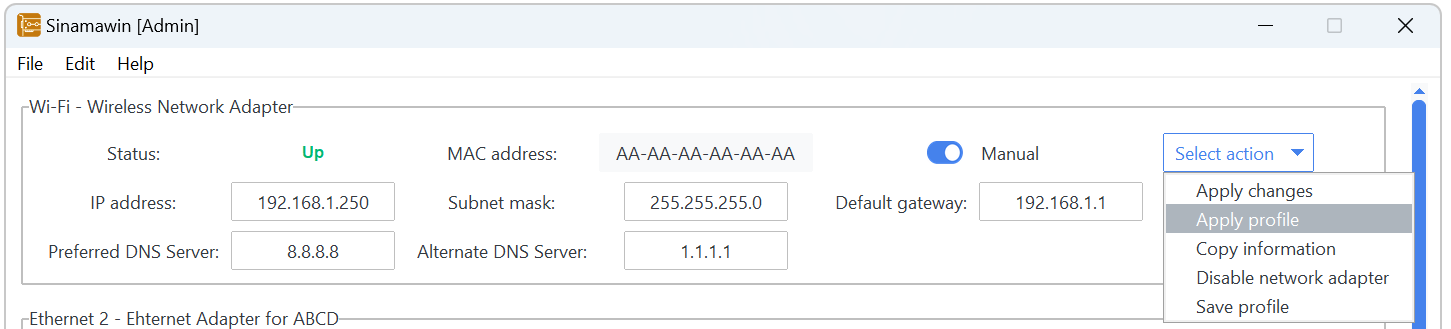 Sinamawin [Admin]
File Edit Help
Wi-Fi - Wireless Network Adapter
Status: Up MAC address: AA-AA-AA-AA-AA-AA Manual Select action
Apply changes
IP address: 192.168.1.250 Subnet mask: 255.255.255.0 Default gateway: 192.168.1.1
Apply profile
Preferred DNS Server: 8.8.8.8 Alternate DNS Server: 1.1.1.1
Copy information
Disable network adapter
Save profile
Ethernet 2 - Ehternet Adapter for ABCD